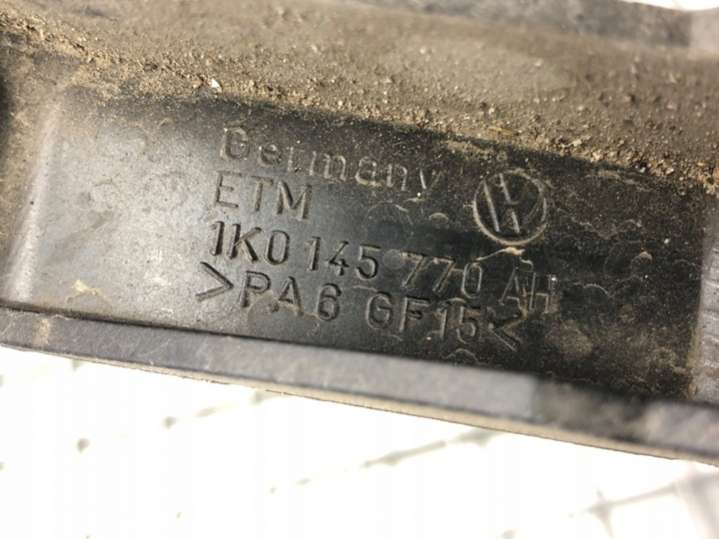 Germany
ETM
1K0 145 770 AH
>PA6 GF15<